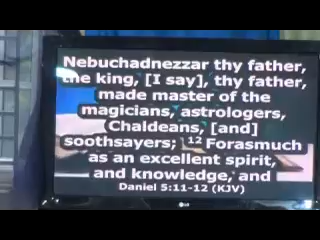 Nebuchadnezzar thy father,
the king, [I say], thy father,
made master of the
magicians, astrologers,
Chaldeans, [and]
soothsayers; 12 Forasmuch
as an excellent spirit,
and knowledge, and
Daniel 5:11-12 (KJV)
LG